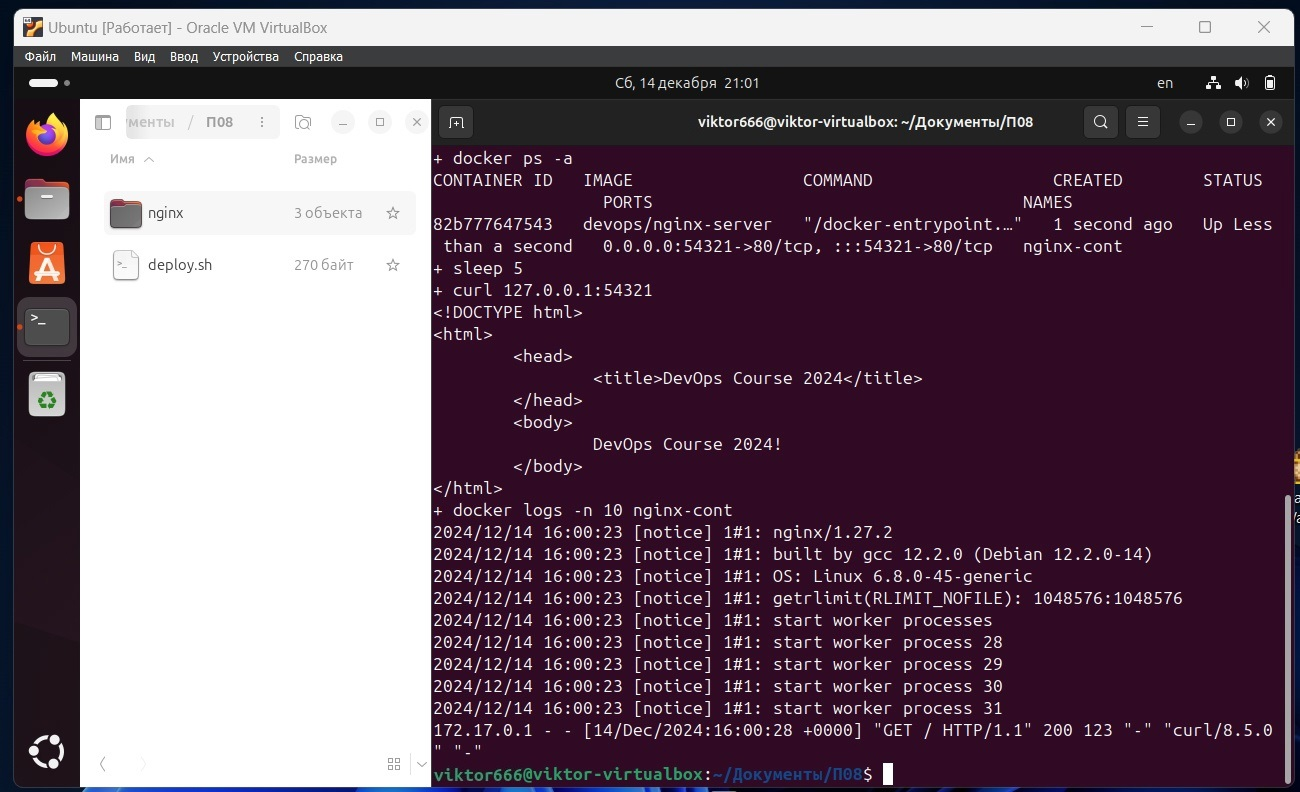 Ubuntu [Работает] - Oracle VM VirtualBox
Файл Машина Вид Ввод Устройства Справка
Сб, 14 декабря 21:01
en
менты / П08
viktor666@viktor-virtualbox: ~/Документы/П08
Имя Размер
nginx 3 объекта
deploy.sh 270 байт
+ docker ps -a
CONTAINER ID IMAGE COMMAND CREATED STATUS
PORTS NAMES
82b777647543 devops/nginx-server "/docker-entrypoint.…" 1 second ago Up Less
than a second 0.0.0.0:54321->80/tcp, :::54321->80/tcp nginx-cont
+ sleep 5
+ curl 127.0.0.1:54321
<!DOCTYPE html>
<html>
<head>
<title>DevOps Course 2024</title>
</head>
<body>
DevOps Course 2024!
</body>
</html>
+ docker logs -n 10 nginx-cont
2024/12/14 16:00:23 [notice] 1#1: nginx/1.27.2
2024/12/14 16:00:23 [notice] 1#1: built by gcc 12.2.0 (Debian 12.2.0-14)
2024/12/14 16:00:23 [notice] 1#1: OS: Linux 6.8.0-45-generic
2024/12/14 16:00:23 [notice] 1#1: getrlimit(RLIMIT_NOFILE): 1048576:1048576
2024/12/14 16:00:23 [notice] 1#1: start worker processes
2024/12/14 16:00:23 [notice] 1#1: start worker process 28
2024/12/14 16:00:23 [notice] 1#1: start worker process 29
2024/12/14 16:00:23 [notice] 1#1: start worker process 30
2024/12/14 16:00:23 [notice] 1#1: start worker process 31
172.17.0.1 - - [14/Dec/2024:16:00:28 +0000] "GET / HTTP/1.1" 200 123 "-" "curl/8.5.0
" "-"
viktor666@viktor-virtualbox:~/Документы/П08$